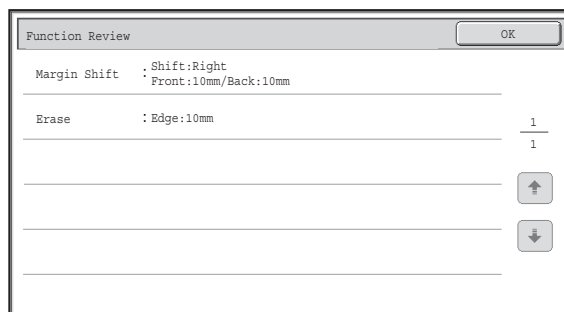 Function Review
OK
Margin Shift : Shift:Right
Front:10mm/Back:10mm
Erase : Edge:10mm
1
1